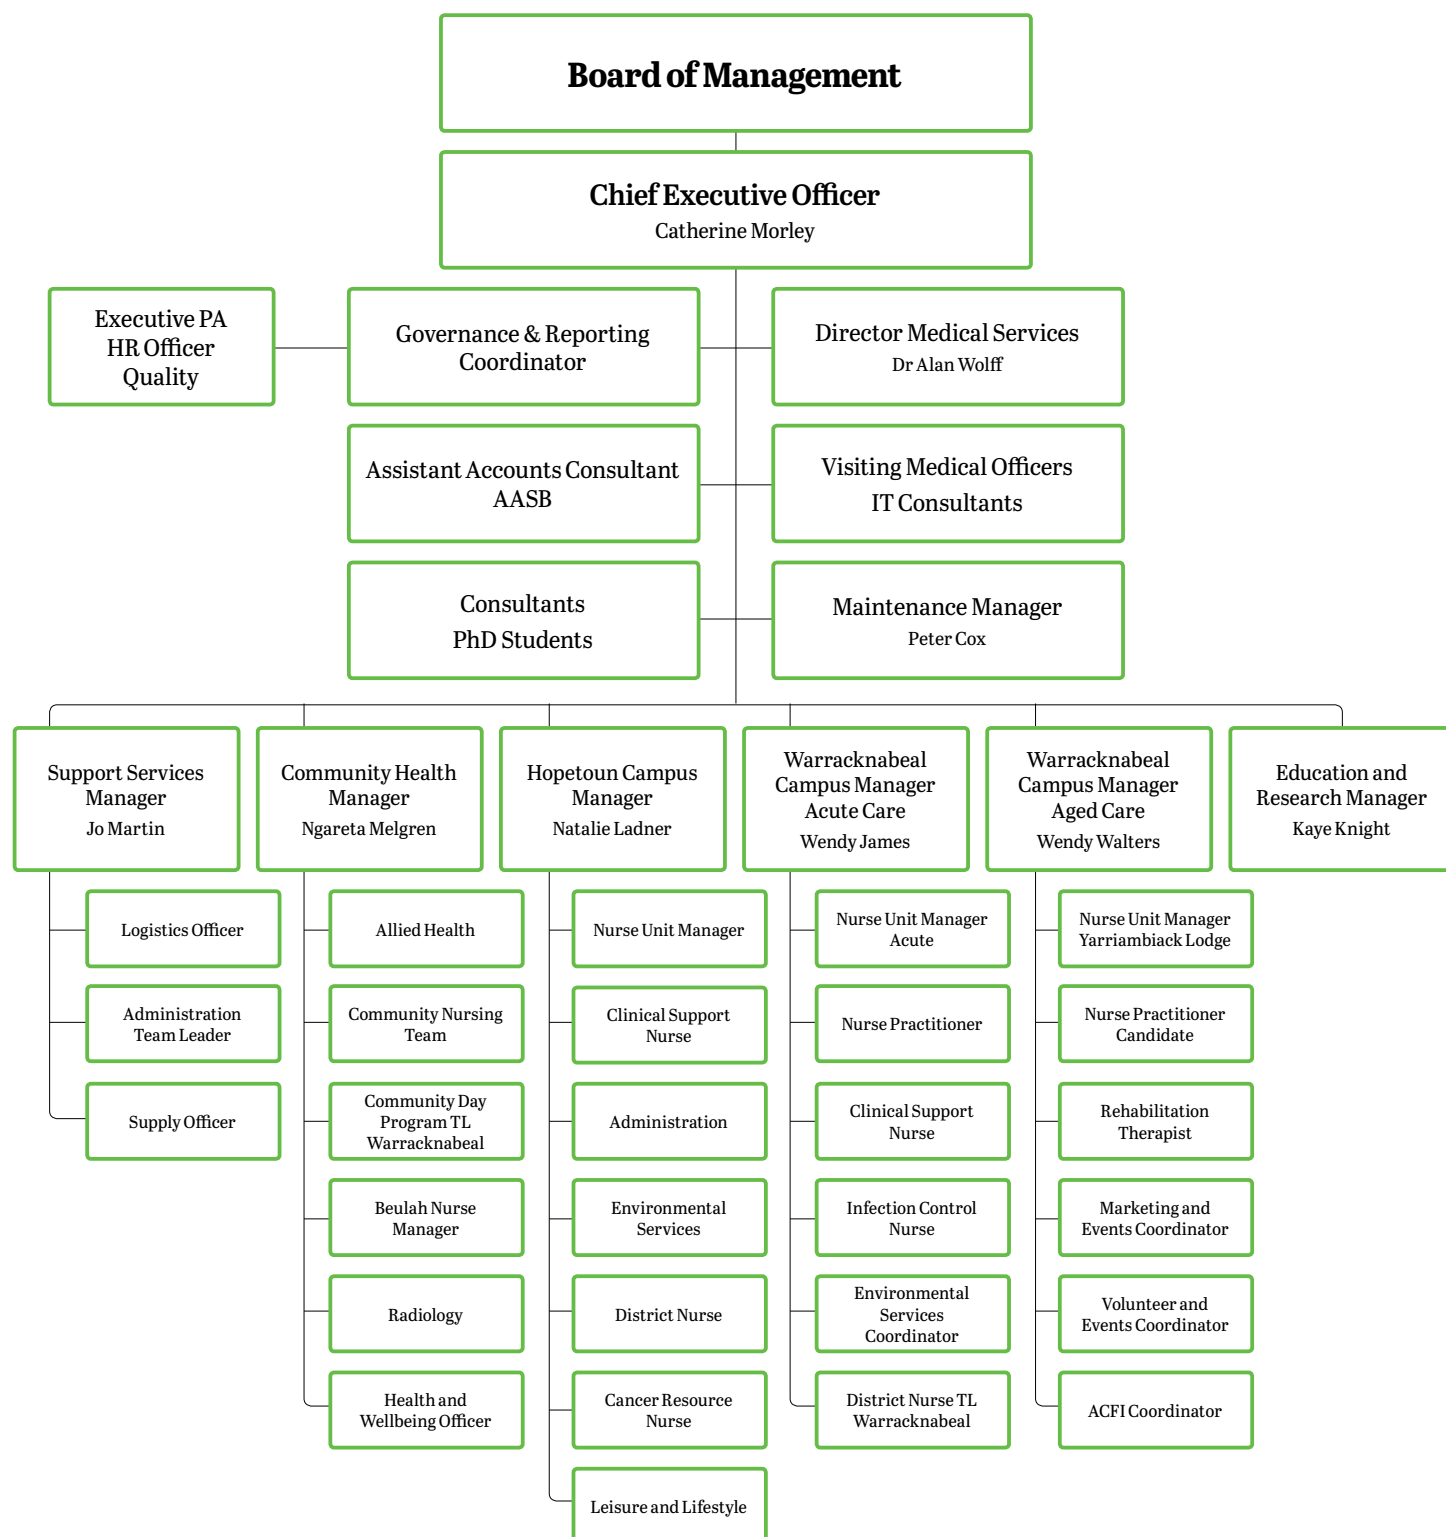 Board of Management
Chief Executive Officer
Catherine Morley
Executive PA
HR Officer
Quality
Governance & Reporting
Coordinator
Director Medical Services
Dr Alan Wolff
Assistant Accounts Consultant
AASB
Visiting Medical Officers
IT Consultants
Consultants
PhD Students
Maintenance Manager
Peter Cox
Support Services
Manager
Jo Martin
Community Health
Manager
Ngareta Melgren
Hopetoun Campus
Manager
Natalie Ladner
Warracknabeal
Campus Manager
Acute Care
Wendy James
Warracknabeal
Campus Manager
Aged Care
Wendy Walters
Education and
Research Manager
Kaye Knight
Logistics Officer
Administration
Team Leader
Supply Officer
Allied Health
Community Nursing
Team
Community Day
Program TL
Warracknabeal
Beulah Nurse
Manager
Radiology
Health and
Wellbeing Officer
Nurse Unit Manager
Clinical Support
Nurse
Administration
Environmental
Services
District Nurse
Cancer Resource
Nurse
Leisure and Lifestyle
Nurse Unit Manager
Acute
Nurse Practitioner
Clinical Support
Nurse
Infection Control
Nurse
Environmental
Services
Coordinator
District Nurse TL
Warracknabeal
Nurse Unit Manager
Yarriambiack Lodge
Nurse Practitioner
Candidate
Rehabilitation
Therapist
Marketing and
Events Coordinator
Volunteer and
Events Coordinator
ACFI Coordinator